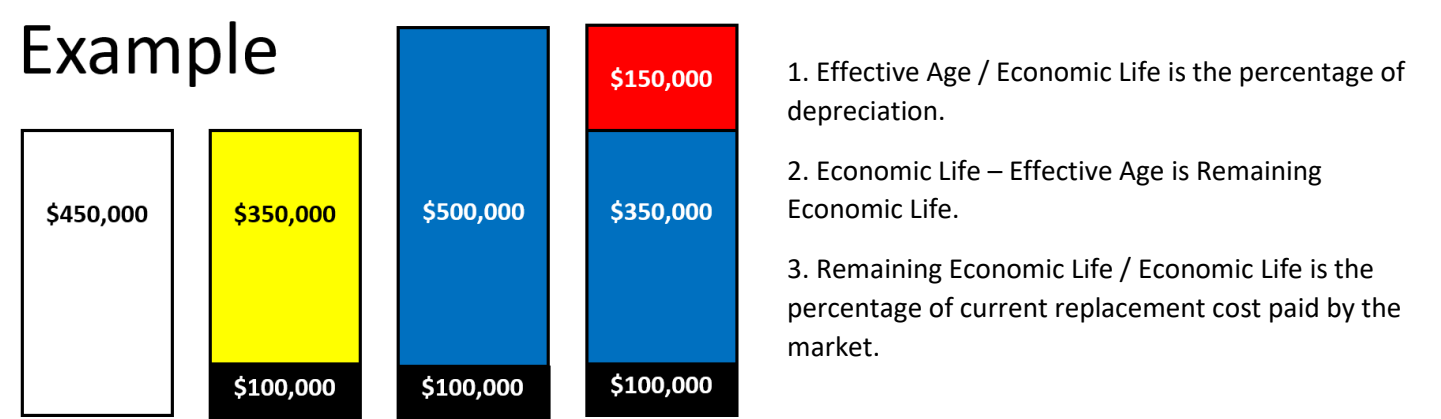 Example
$450,000
$350,000
$100,000
$500,000
$100,000
$150,000
$350,000
$100,000
1. Effective Age / Economic Life is the percentage of
depreciation.
2. Economic Life – Effective Age is Remaining
Economic Life.
3. Remaining Economic Life / Economic Life is the
percentage of current replacement cost paid by the
market.